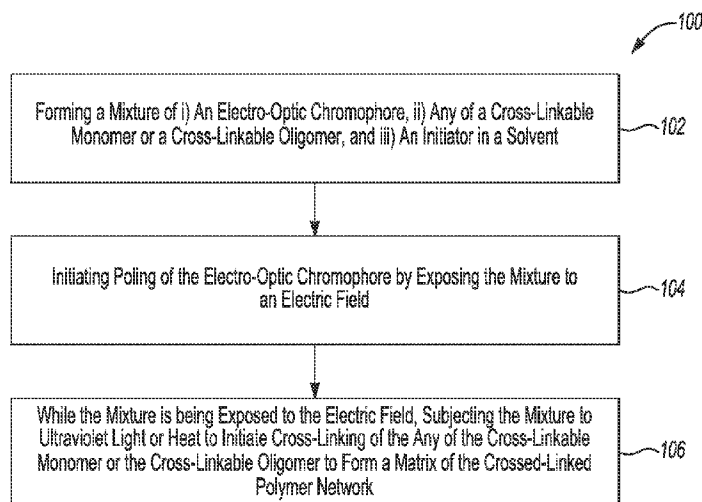 100
Forming a Mixture of i) An Electro-Optic Chromophore, ii) Any of a Cross-Linkable
Monomer or a Cross-Linkable Oligomer, and iii) An Initiator in a Solvent
102
Initiating Poling of the Electro-Optic Chromophore by Exposing the Mixture to
an Electric Field
104
While the Mixture is being Exposed to the Electric Field, Subjecting the Mixture to
Ultraviolet Light or Heat to Initiate Cross-Linking of the Any of the Cross-Linkable
Monomer or the Cross-Linkable Oligomer to Form a Matrix of the Crossed-Linked
Polymer Network
106